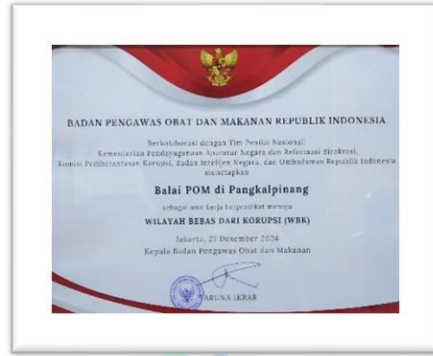 BADAN PENGAWAS OBAT DAN MAKANAN REPUBLIK INDONESIA
Berkolaborasi dengan Tim Penilai Nasional:
Kementerian Pendayagunaan Aparatur Negara dan Reformasi Birokrasi,
Komisi Pemberantasan Korupsi, Badan Intelijen Negara, dan Ombudsman Republik Indonesia
menetapkan
Balai POM di Pangkalpinang
sebagai unit kerja berpredikat menuju
WILAYAH BEBAS DARI KORUPSI (WBK)
Jakarta, 27 Desember 2024
Kepala Badan Pengawas Obat dan Makanan
TARUNA IKRAR